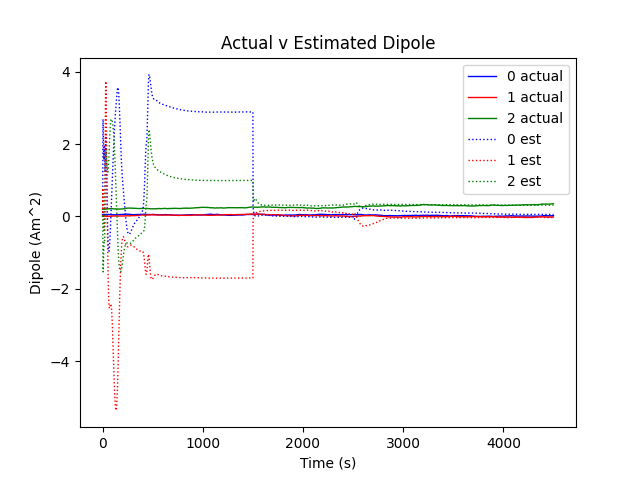 Actual v Estimated Dipole
4
2
0
−2
−4
Dipole (Am^2)
0 actual
1 actual
2 actual
0 est
1 est
2 est
0
1000
2000
3000
4000
Time (s)